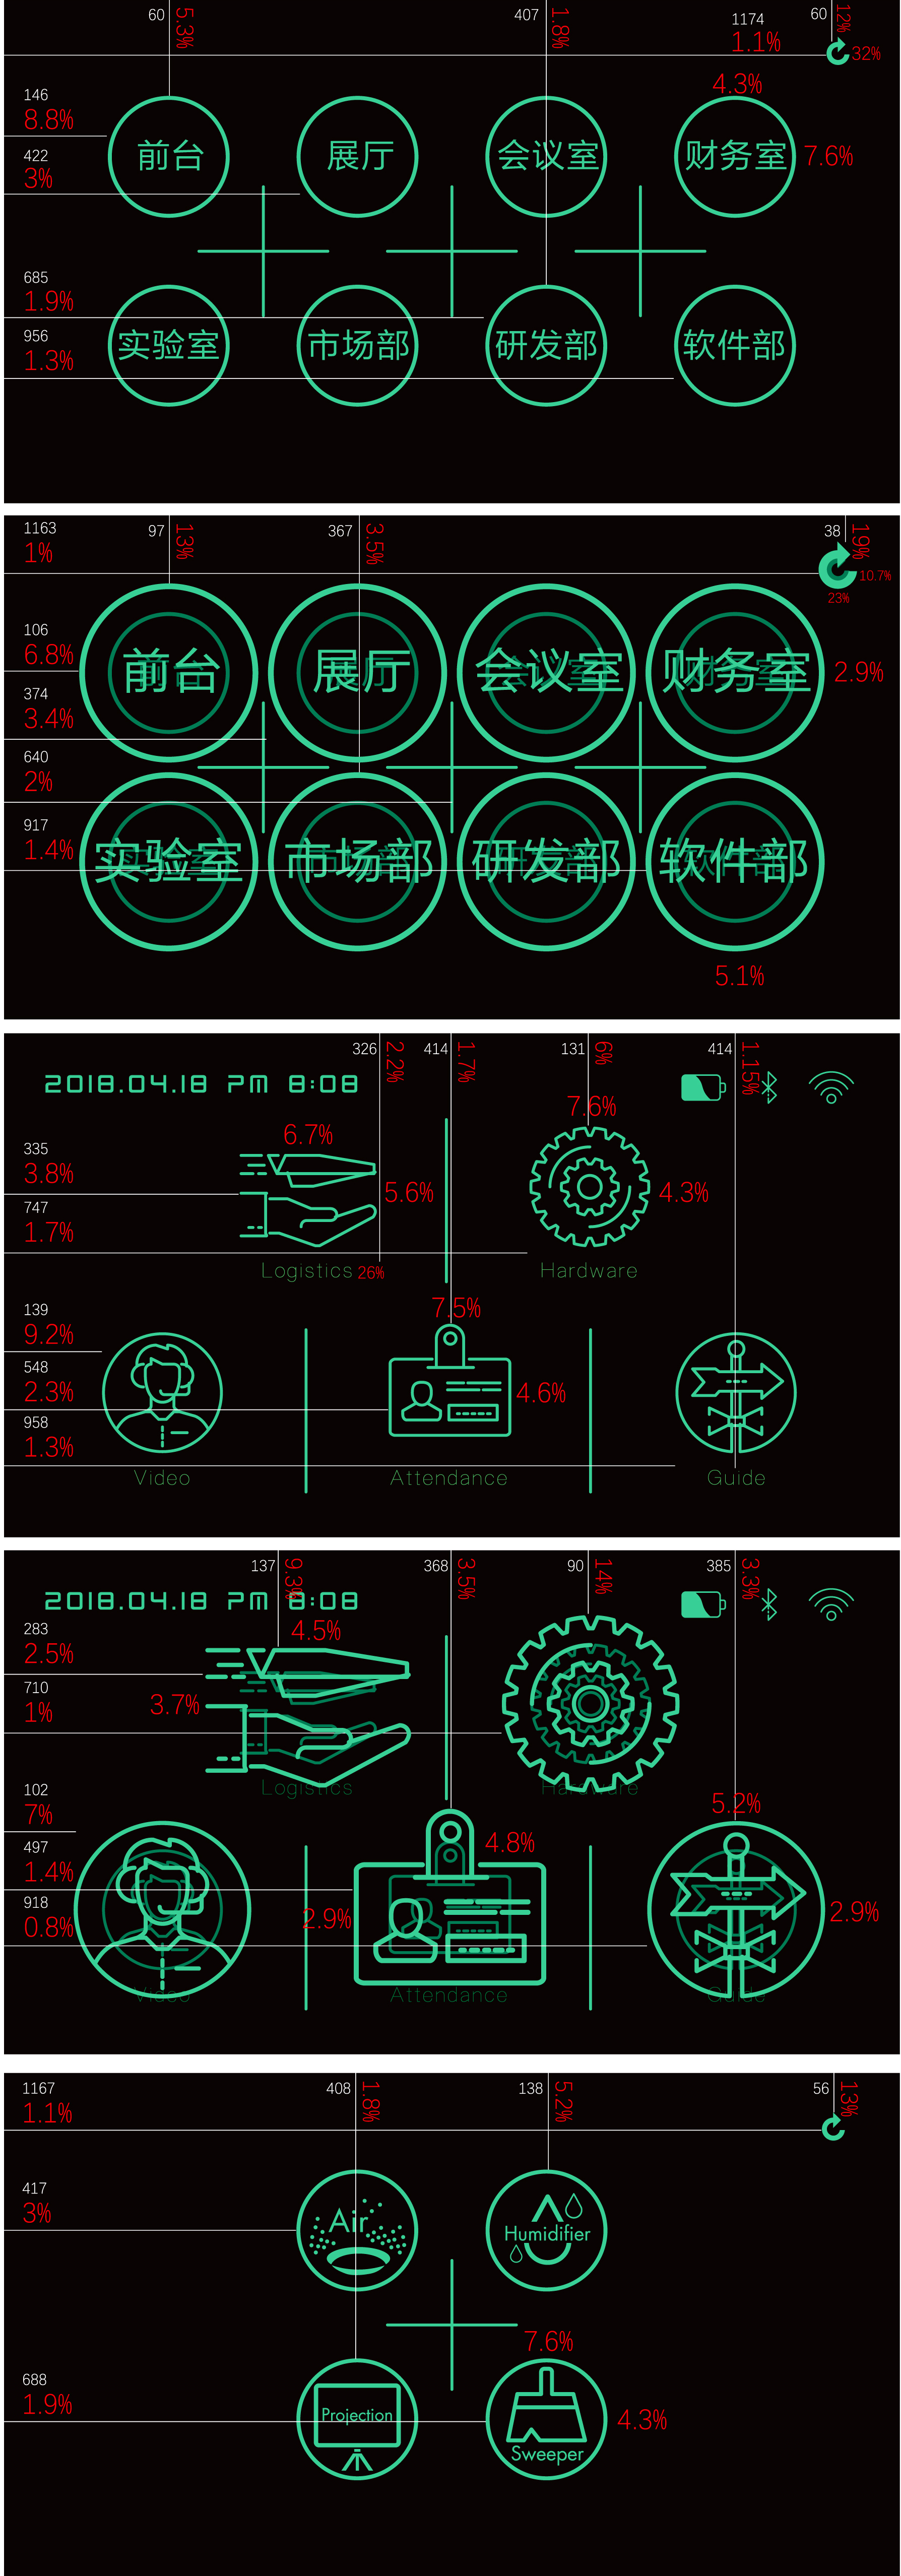 60 5.3% 407 1.8% 1174 1.1% 60 12%
32%
4.3%
146
8.8%
前台 展厅 会议室 财务室 7.6%
422
3%
685
1.9%
956
1.3%
实验室 市场部 研发部 软件部
1163 97 13% 367 3.5% 38 19%
1%
10.7%
23%
106
6.8%
前台 展厅 会议室 财务室 2.9%
374
3.4%
640
2%
917
1.4%
实验室 市场部 研发部 软件部
5.1%
326 2.2% 414 1.7% 131 6% 414 1.15%
2018.04.18 PM 8:08
7.6%
6.7%
335
3.8%
5.6% 4.3%
747
1.7%
Logistics 26% Hardware
139 7.5%
9.2%
548
2.3% 4.6%
958
1.3%
Video Attendance Guide
137 9.3% 368 3.5% 90 14% 385 3.3%
2018.04.18 PM 8:08
283 4.5%
2.5%
710
1% 3.7%
Logistics Hardware
102
7% 5.2%
497 4.8%
1.4%
918
0.8% 2.9% 2.9%
Video Attendance Guide
1167 408 1.8% 138 5.2% 56 13%
1.1%
417
3%
Air Humidifier
7.6%
688
1.9%
Projection 4.3%
Sweeper